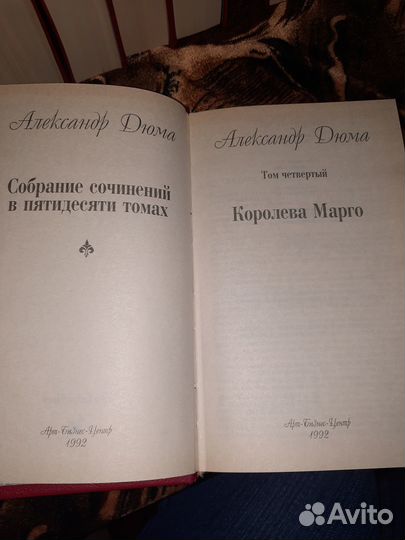 Александр Дюма
Собрание сочинений
в пятидесяти томах
Арт-Бизнес-Центр
1992
Александр Дюма
Том четвертый
Королева Марго
Арт-Бизнес-Центр
1992
Avito